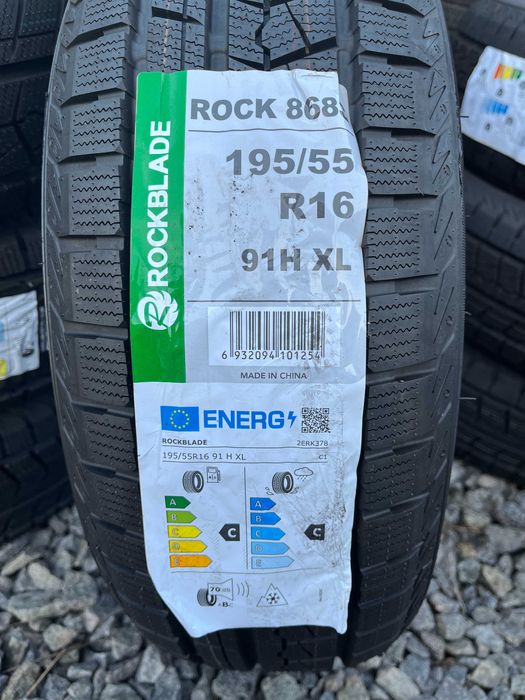 ROCKBLADE
ROCK 868
195/55
R16
91H XL
6 932094 101254
MADE IN CHINA
ENERG
ROCKBLADE
2ERK378
195/55R16 91 H XL
C1
A
B
C
D
E
C
A
B
C
D
E
C
70 dB
ABC